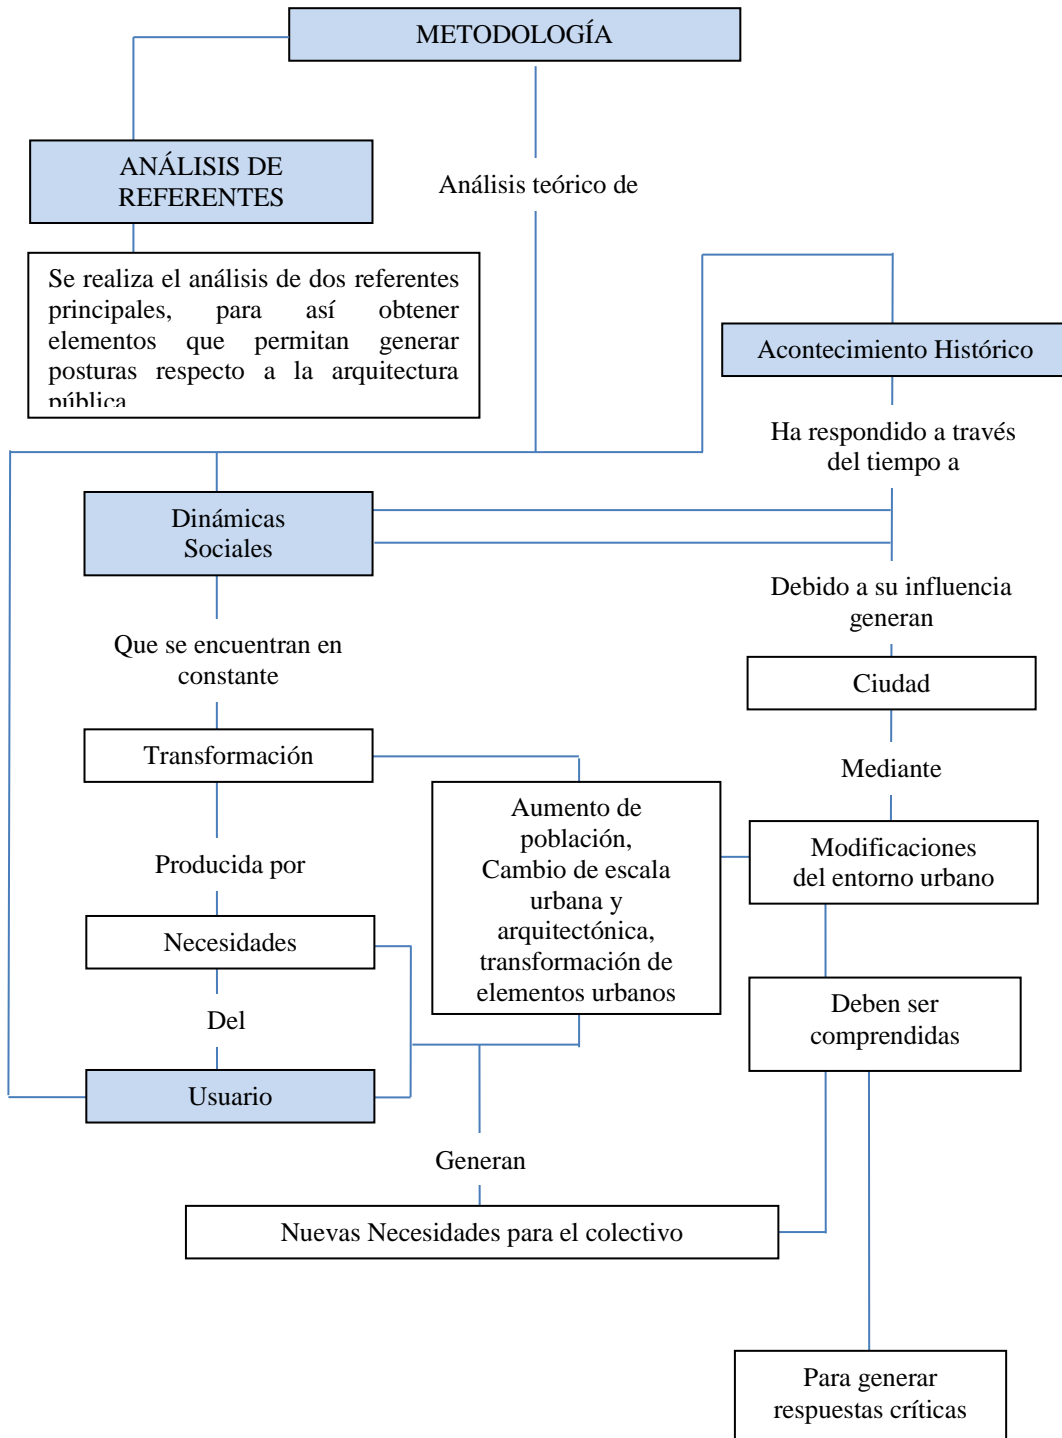 METODOLOGÍA
ANÁLISIS DE
REFERENTES
Análisis teórico de
Se realiza el análisis de dos referentes
principales, para así obtener
elementos que permitan generar
posturas respecto a la arquitectura
pública
Acontecimiento Histórico
Ha respondido a través
del tiempo a
Dinámicas
Sociales
Debido a su influencia
generan
Que se encuentran en
constante
Ciudad
Transformación
Mediante
Aumento de
población,
Cambio de escala
urbana y
arquitectónica,
transformación de
elementos urbanos
Modificaciones
del entorno urbano
Producida por
Necesidades
Del
Deben ser
comprendidas
Usuario
Generan
Nuevas Necesidades para el colectivo
Para generar
respuestas críticas